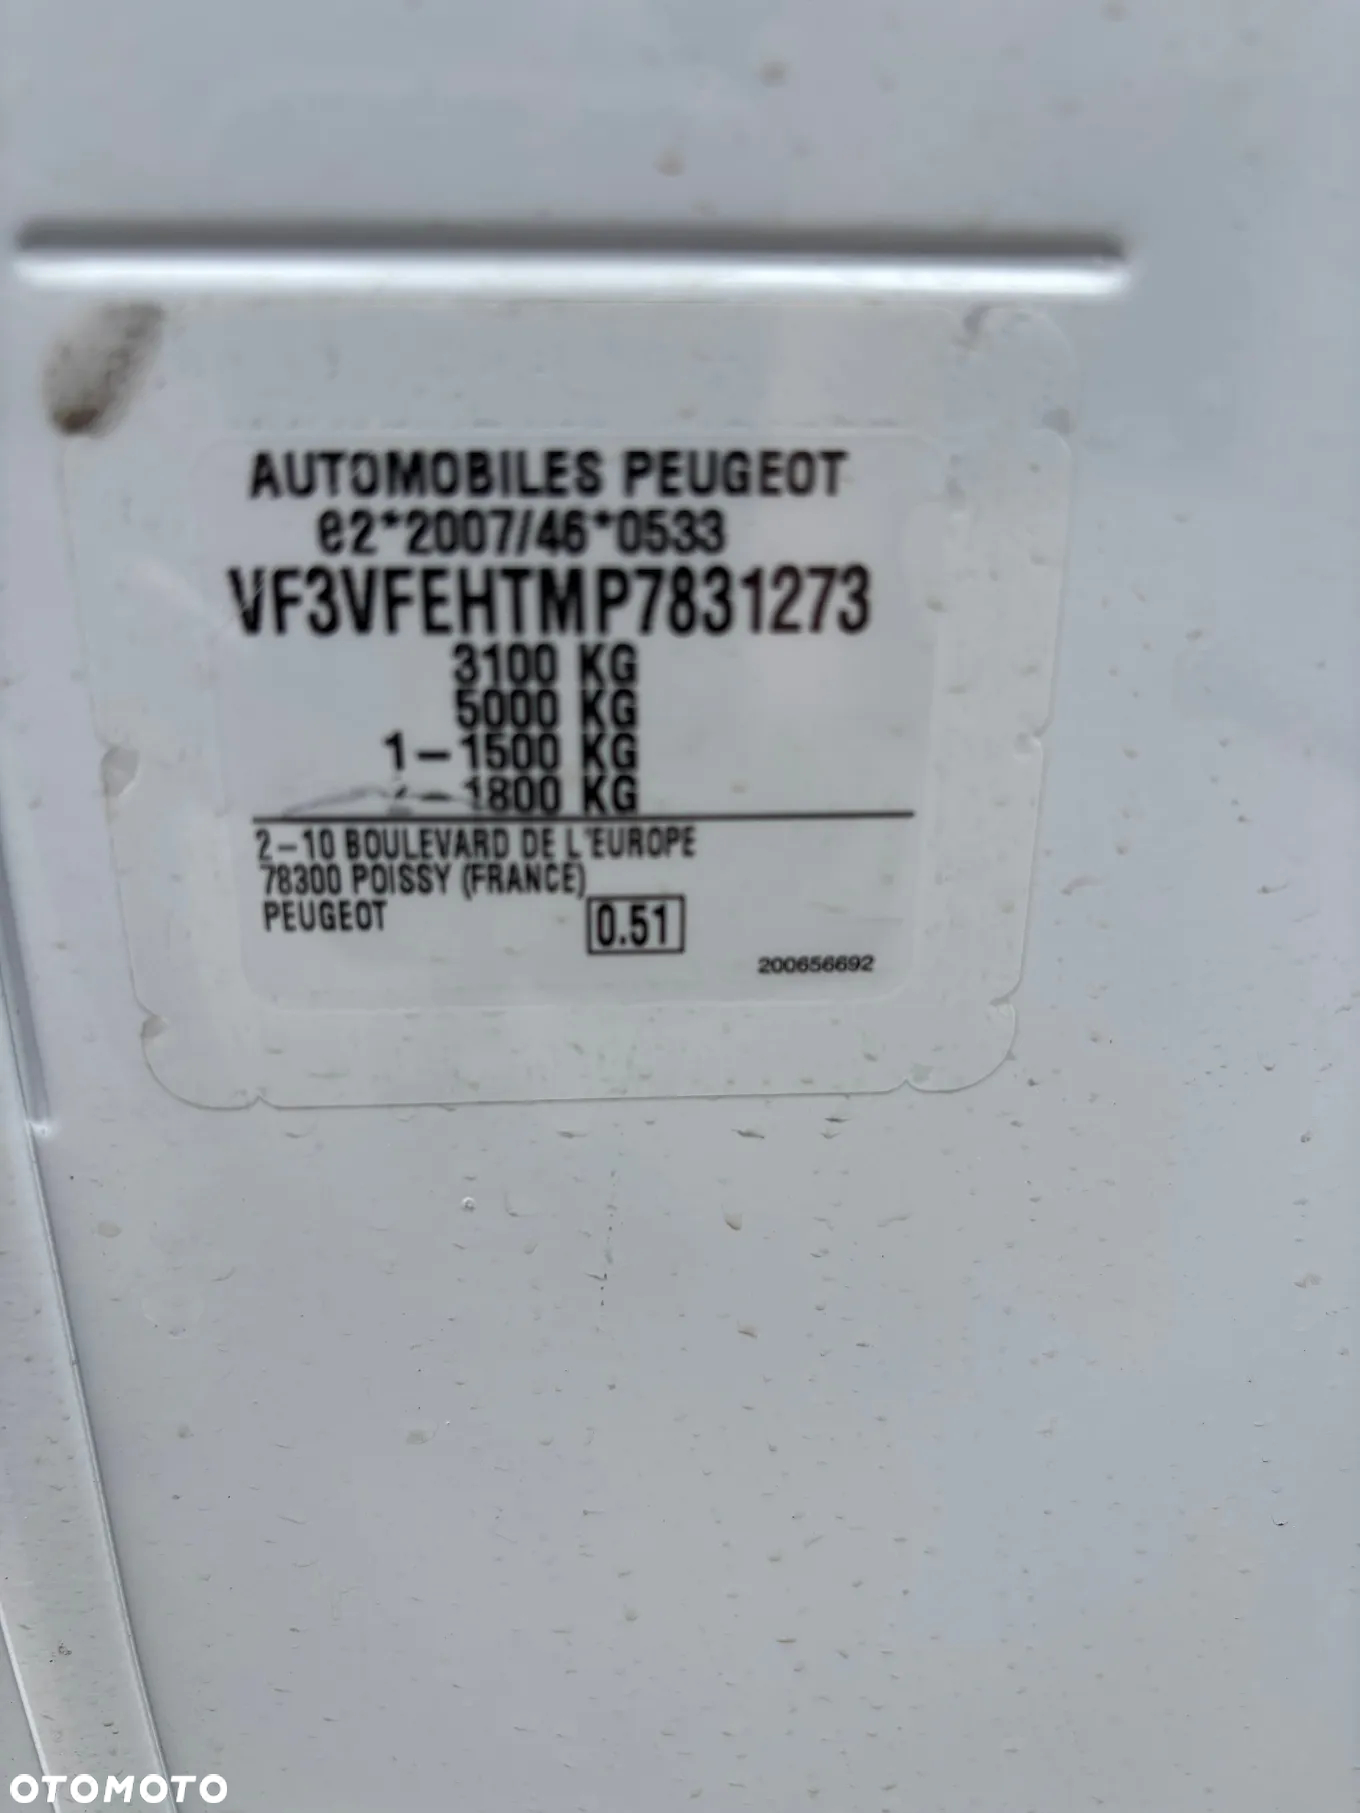 AUTOMOBILES PEUGEOT
e2*2007/46*0533
VF3VFEHTMP7831273
3100 KG
5000 KG
1-1500 KG
2-1800 KG
2-10 BOULEVARD DE L'EUROPE
78300 POISSY (FRANCE)
PEUGEOT
0.51
200656692
OTOMOTO